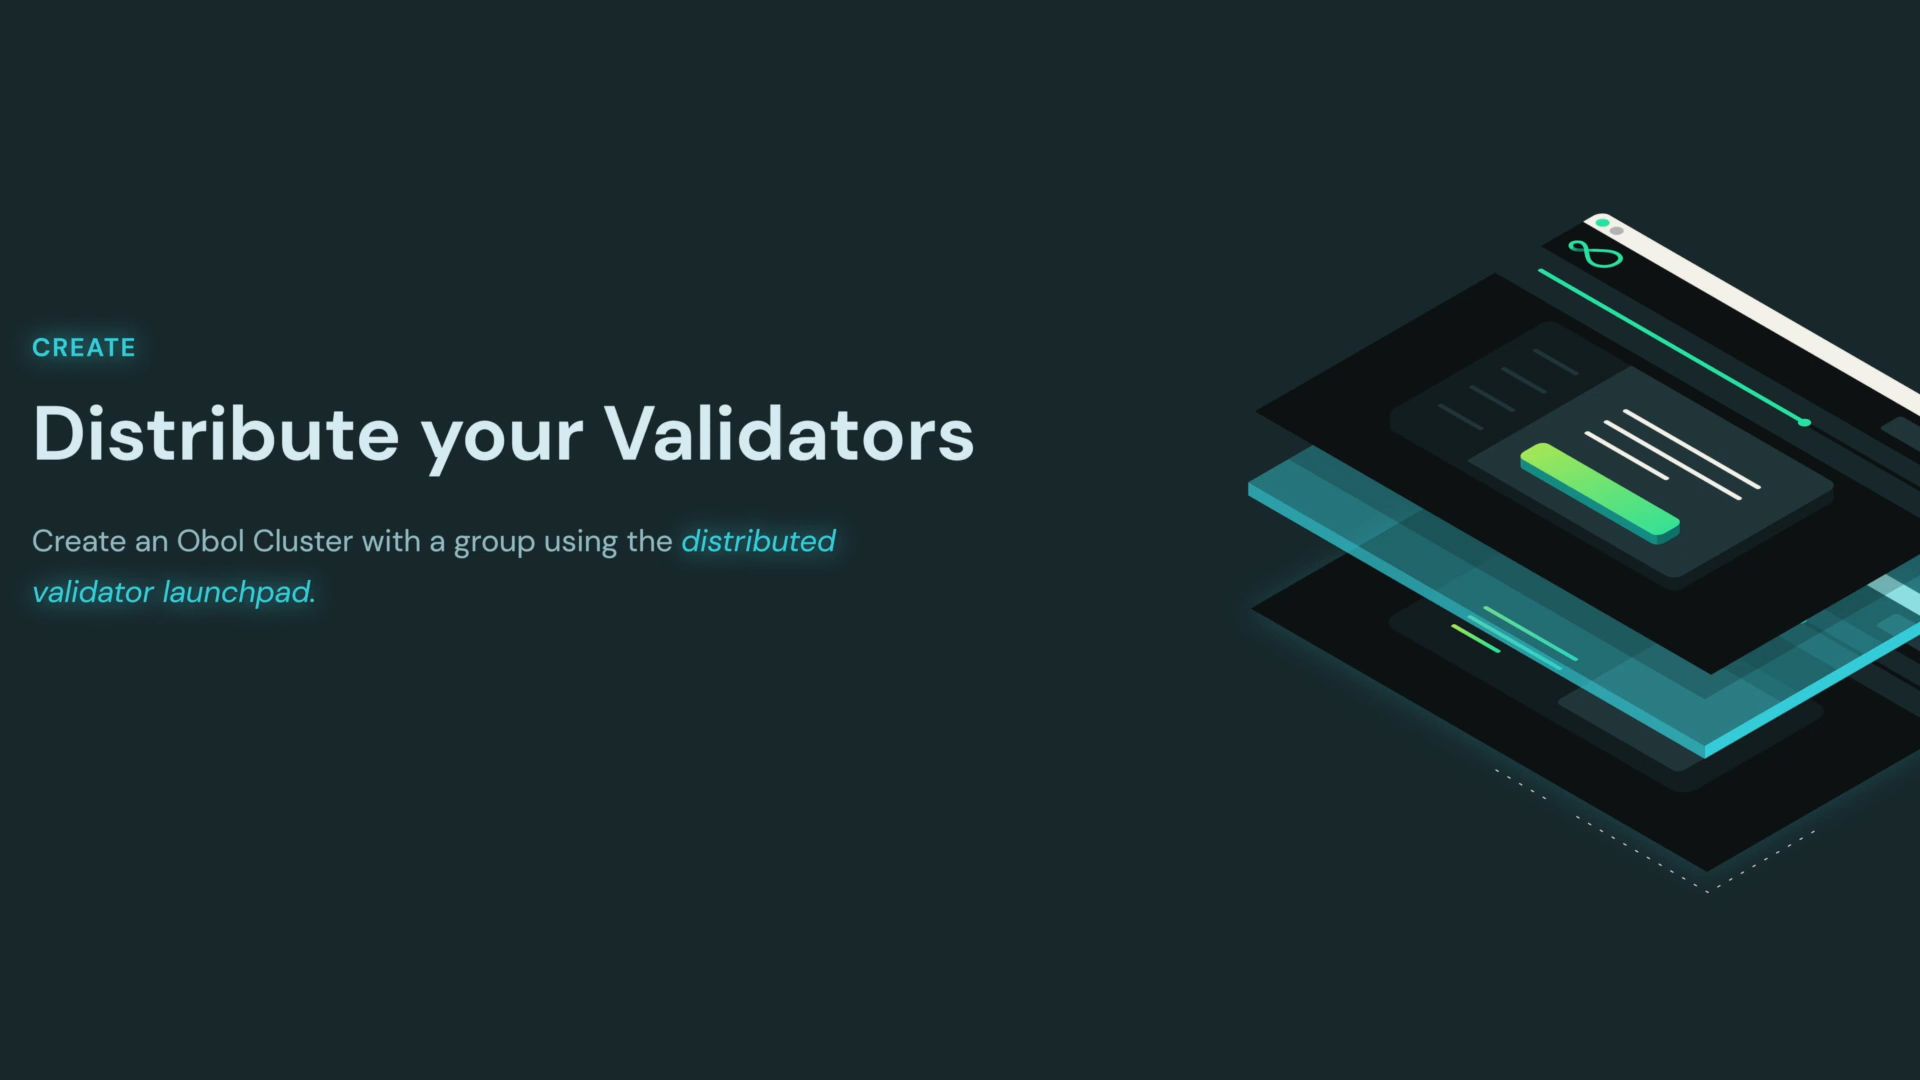 CREATE
Distribute your Validators
Create an Obol Cluster with a group using the distributed
validator launchpad.